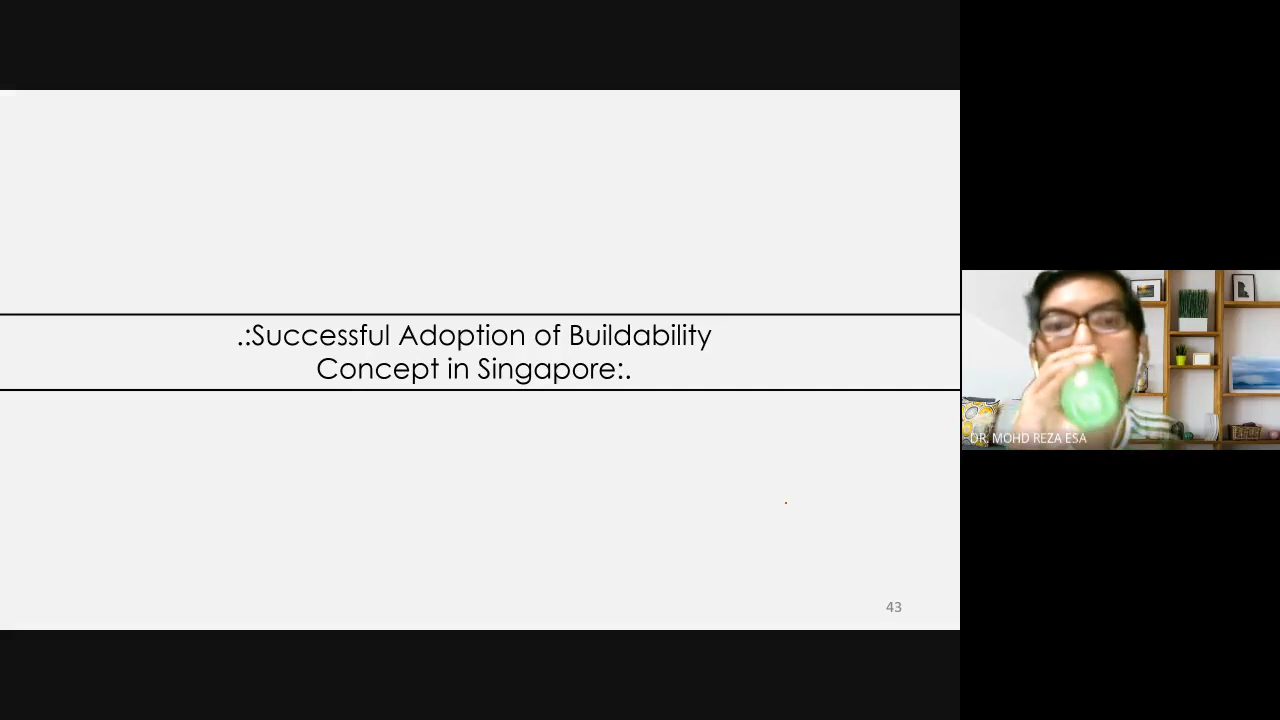 .:Successful Adoption of Buildability
Concept in Singapore:.
43
DR. MOHD REZA ESA